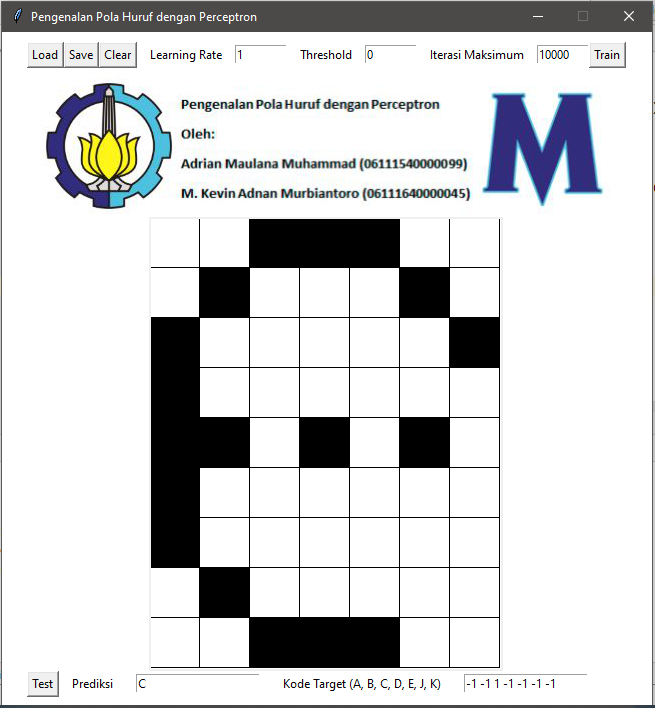 Pengenalan Pola Huruf dengan Perceptron
Load Save Clear Learning Rate 1 Threshold 0 Iterasi Maksimum 10000 Train
Pengenalan Pola Huruf dengan Perceptron
Oleh:
Adrian Maulana Muhammad (06111540000099)
M. Kevin Adnan Murbiantoro (06111640000045)
M
Test Prediksi C Kode Target (A, B, C, D, E, J, K) -1 -1 1 -1 -1 -1 -1